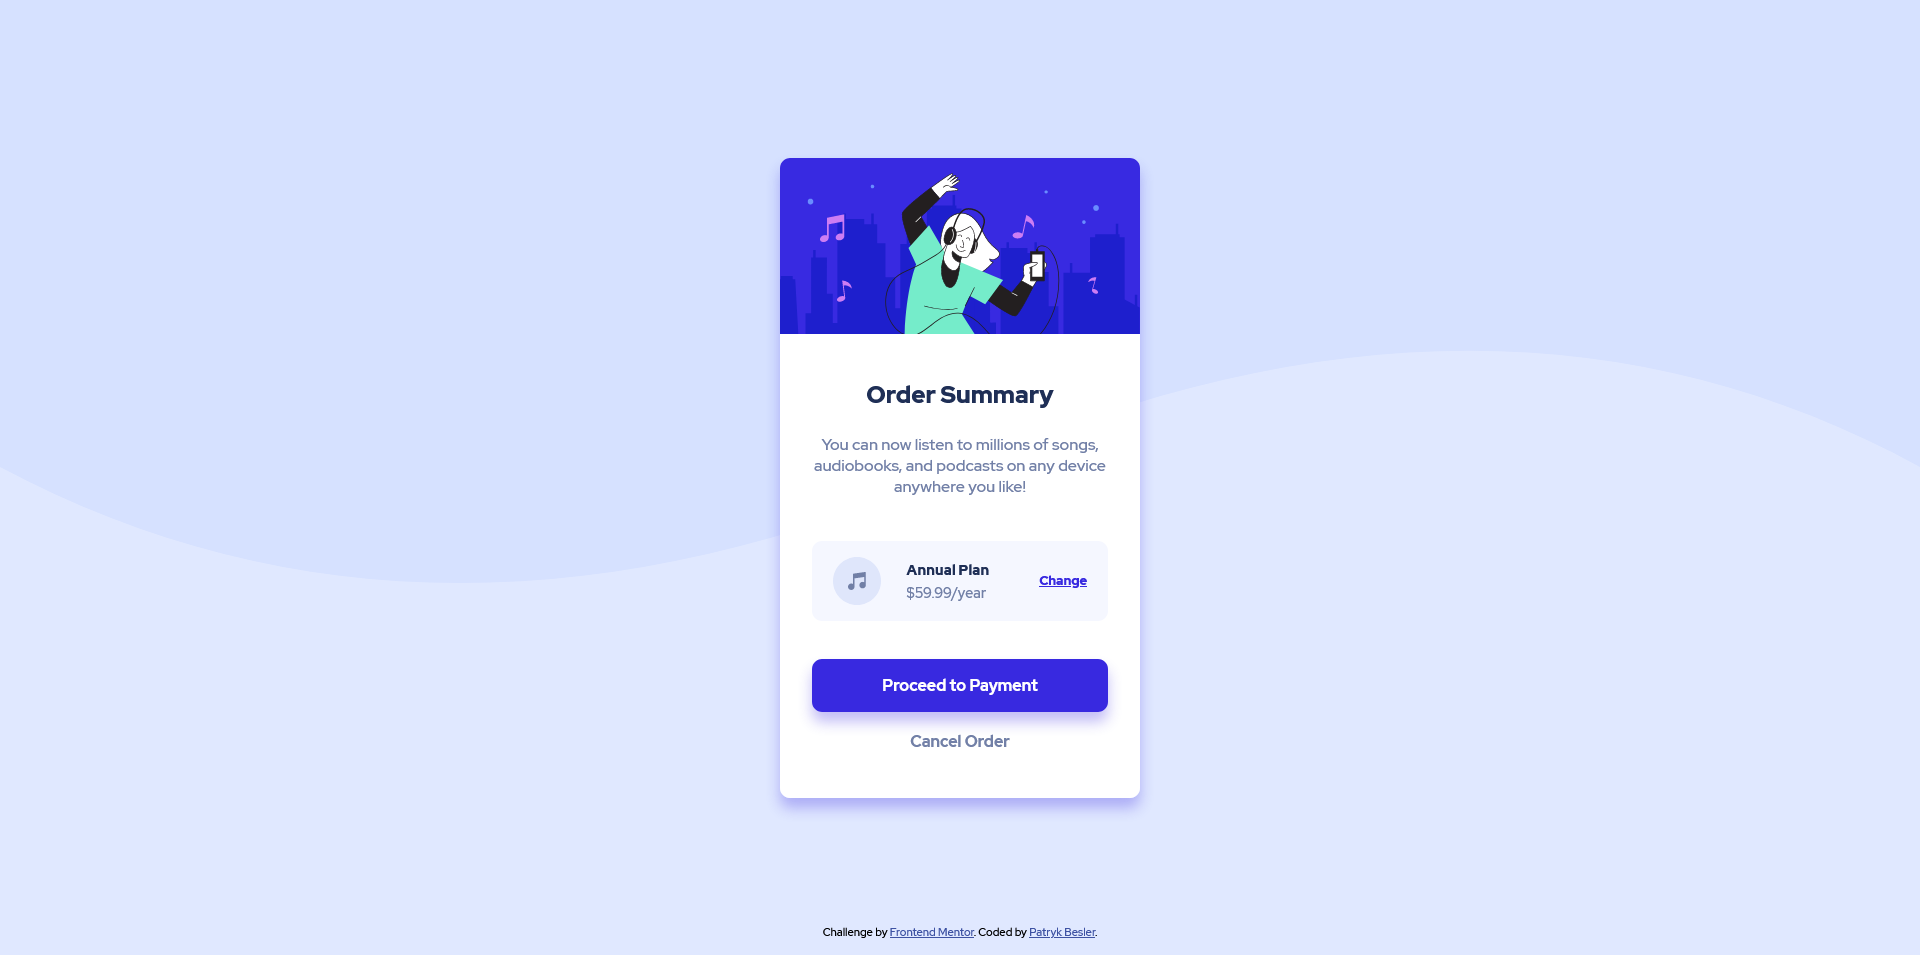 Order Summary
You can now listen to millions of songs,
audiobooks, and podcasts on any device
anywhere you like!
Annual Plan
$59.99/year
Change
Proceed to Payment
Cancel Order
Challenge by Frontend Mentor. Coded by Patryk Besler.